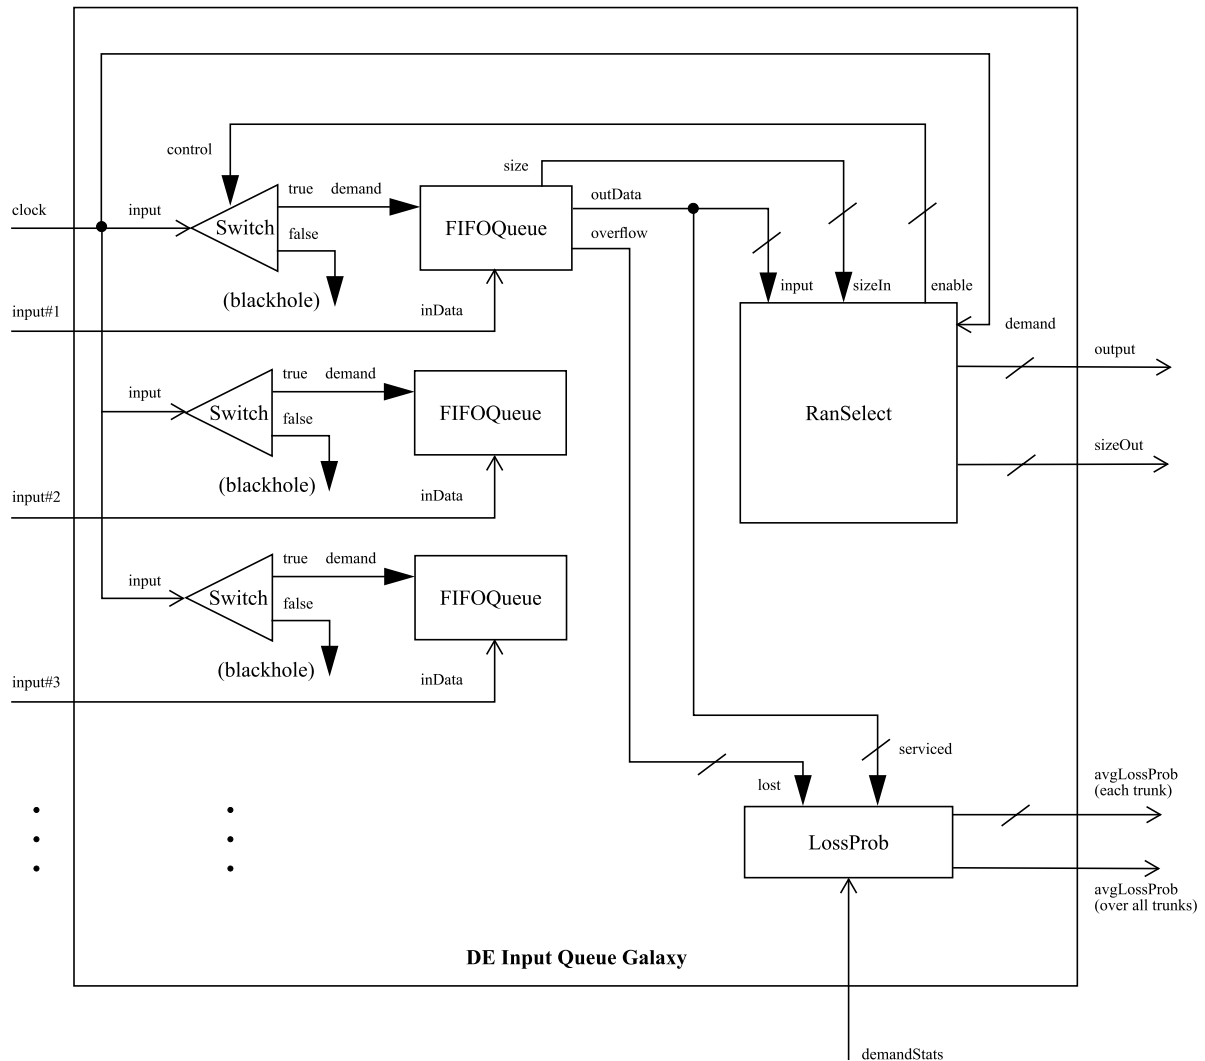 control
size
outData
clock
input
true
demand
Switch
false
FIFOQueue
overflow
(blackhole)
input
sizeIn
enable
input#1
inData
demand
output
input
true
demand
Switch
false
FIFOQueue
RanSelect
sizeOut
(blackhole)
input#2
inData
input
true
demand
Switch
false
FIFOQueue
(blackhole)
input#3
inData
serviced
lost
avgLossProb
(each trunk)
LossProb
avgLossProb
(over all trunks)
DE Input Queue Galaxy
demandStats